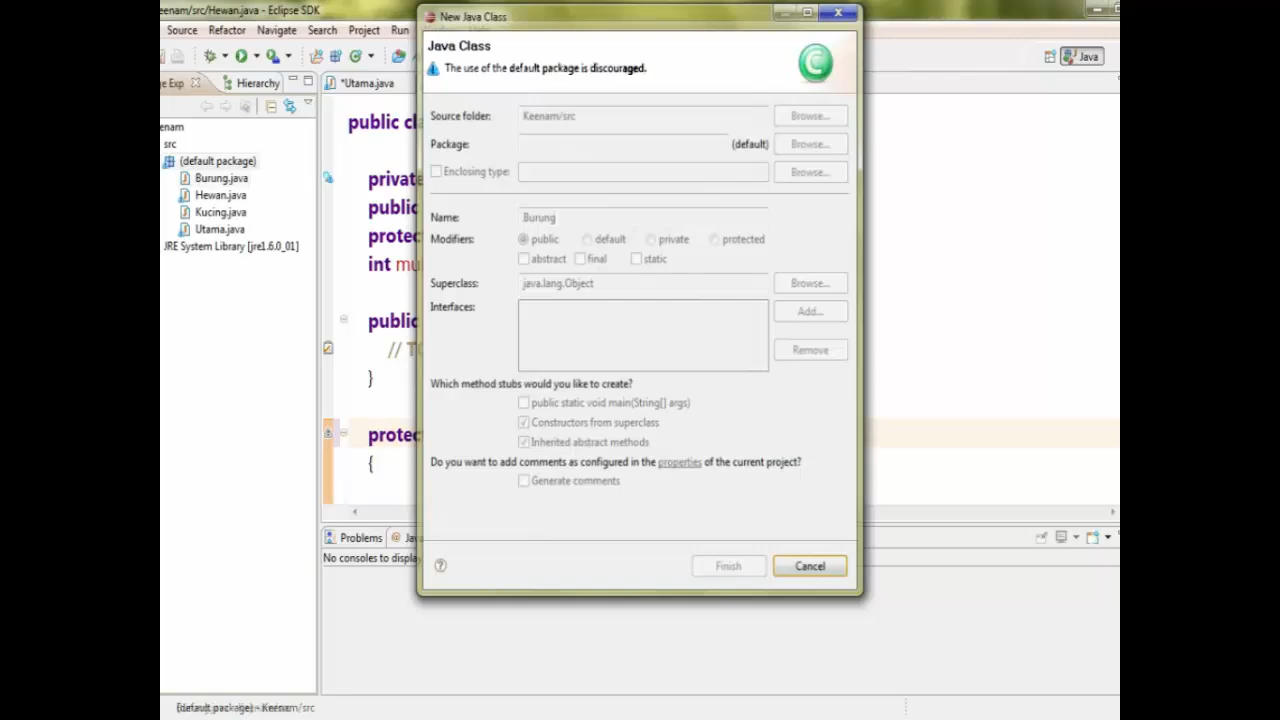 eenam/src/Hewan.java - Eclipse SDK
Source Refactor Navigate Search Project Run
Java
e Exp Hierarchy
*Utama.java
enam
src
(default package)
Burung.java
Hewan.java
Kucing.java
Utama.java
JRE System Library [jre1.6.0_01]
public cl
private
public
protec
int mu
public
// TO
}
protec
{
Problems @ Jav
No consoles to display
New Java Class
X
Java Class
The use of the default package is discouraged.
C
Source folder: Keenam/src Browse...
Package: (default) Browse...
Enclosing type: Browse...
Name: Burung
Modifiers: public default private protected
abstract final static
Superclass: java.lang.Object Browse...
Interfaces: Add...
Remove
Which method stubs would you like to create?
public static void main(String[] args)
Constructors from superclass
Inherited abstract methods
Do you want to add comments as configured in the properties of the current project?
Generate comments
? Finish Cancel